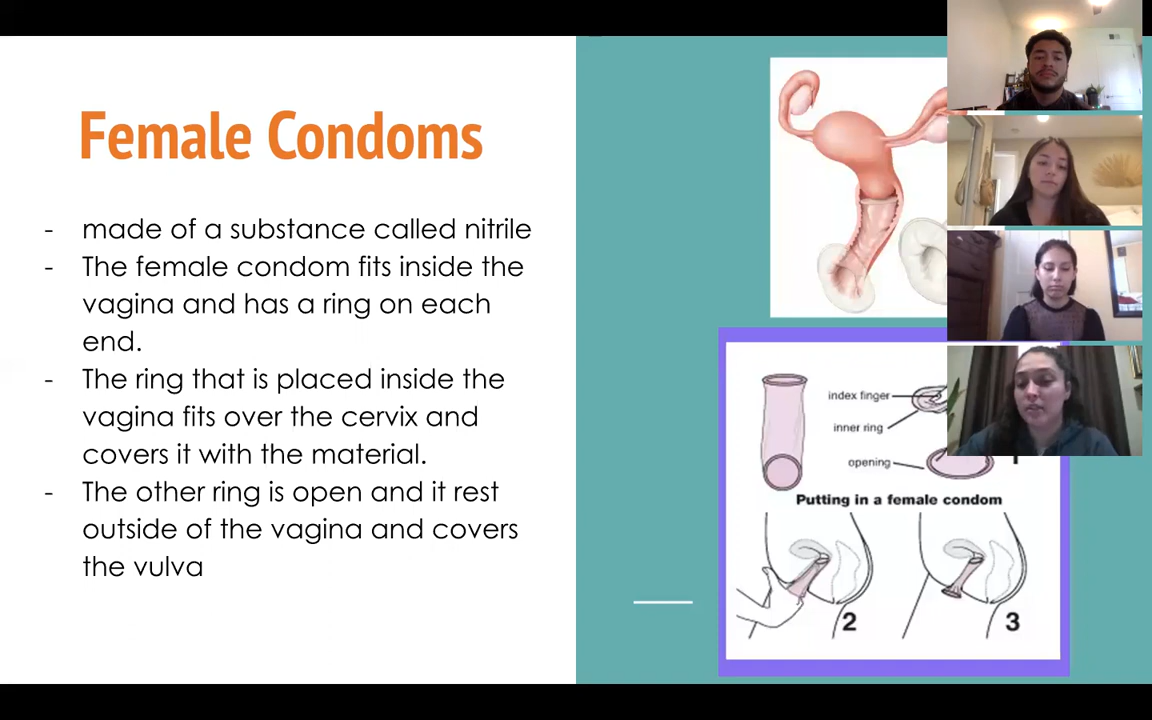 Female Condoms
- made of a substance called nitrile
- The female condom fits inside the
vagina and has a ring on each
end.
- The ring that is placed inside the
vagina fits over the cervix and
covers it with the material.
- The other ring is open and it rest
outside of the vagina and covers
the vulva
index finger
inner ring
opening
1
Putting in a female condom
2
3